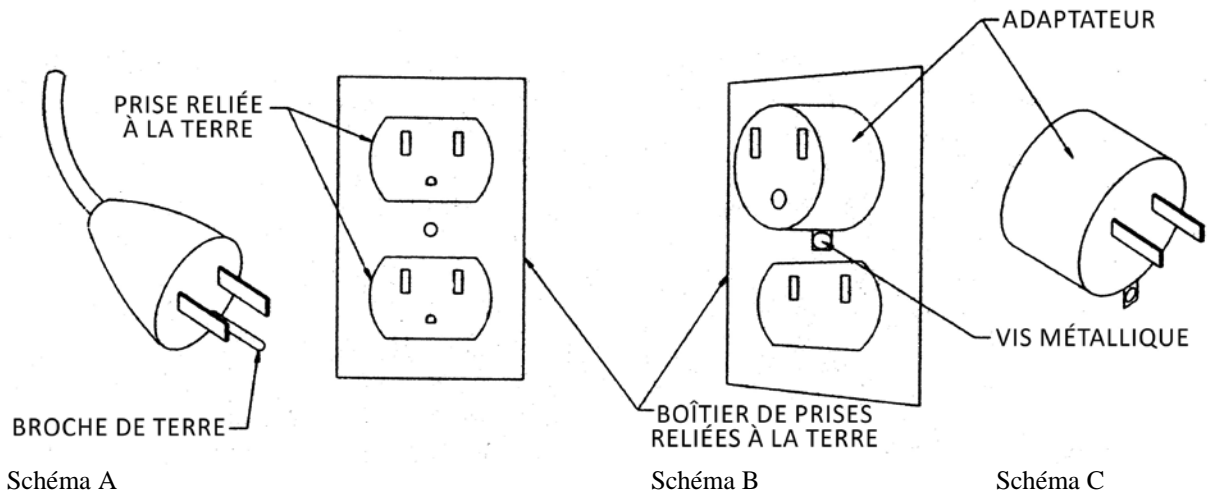 ADAPTATEUR
PRISE RELIÉE
À LA TERRE
VIS MÉTALLIQUE
BROCHE DE TERRE
BOÎTIER DE PRISES
RELIÉES À LA TERRE
Schéma A
Schéma B
Schéma C